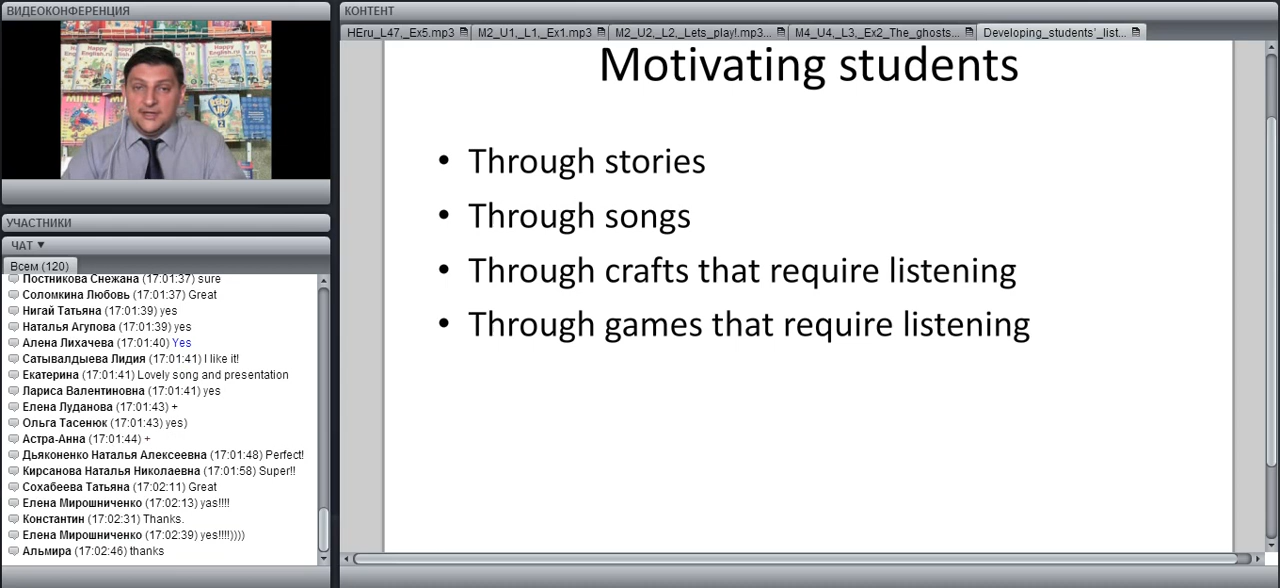 ВИДЕОКОНФЕРЕНЦИЯ
КОНТЕНТ
HEru_L47,_Ex5.mp3
M2_U1,_L1,_Ex1.mp3
M2_U2,_L2,_Lets_play!.mp3...
M4_U4,_L3,_Ex2_The_ghosts...
Developing_students'_list...
Motivating students
• Through stories
• Through songs
• Through crafts that require listening
• Through games that require listening
УЧАСТНИКИ
ЧАТ
Всем (120)
Постникова Снежана (17:01:37) sure
Соломкина Любовь (17:01:37) Great
Нигай Татьяна (17:01:39) yes
Наталья Агупова (17:01:39) yes
Алена Лихачева (17:01:40) Yes
Сатывалдыева Лидия (17:01:41) I like it!
Екатерина (17:01:41) Lovely song and presentation
Лариса Валентиновна (17:01:41) yes
Елена Луданова (17:01:43) +
Ольга Тасенюк (17:01:43) yes)
Астра-Анна (17:01:44) +
Дьяконенко Наталья Алексеевна (17:01:48) Perfect!
Кирсанова Наталья Николаевна (17:01:58) Super!!
Сохабеева Татьяна (17:02:11) Great
Елена Мирошниченко (17:02:13) yas!!!!
Константин (17:02:31) Thanks.
Елена Мирошниченко (17:02:39) yes!!!!))))
Альмира (17:02:46) thanks
Happy
English.ru
MILLIE